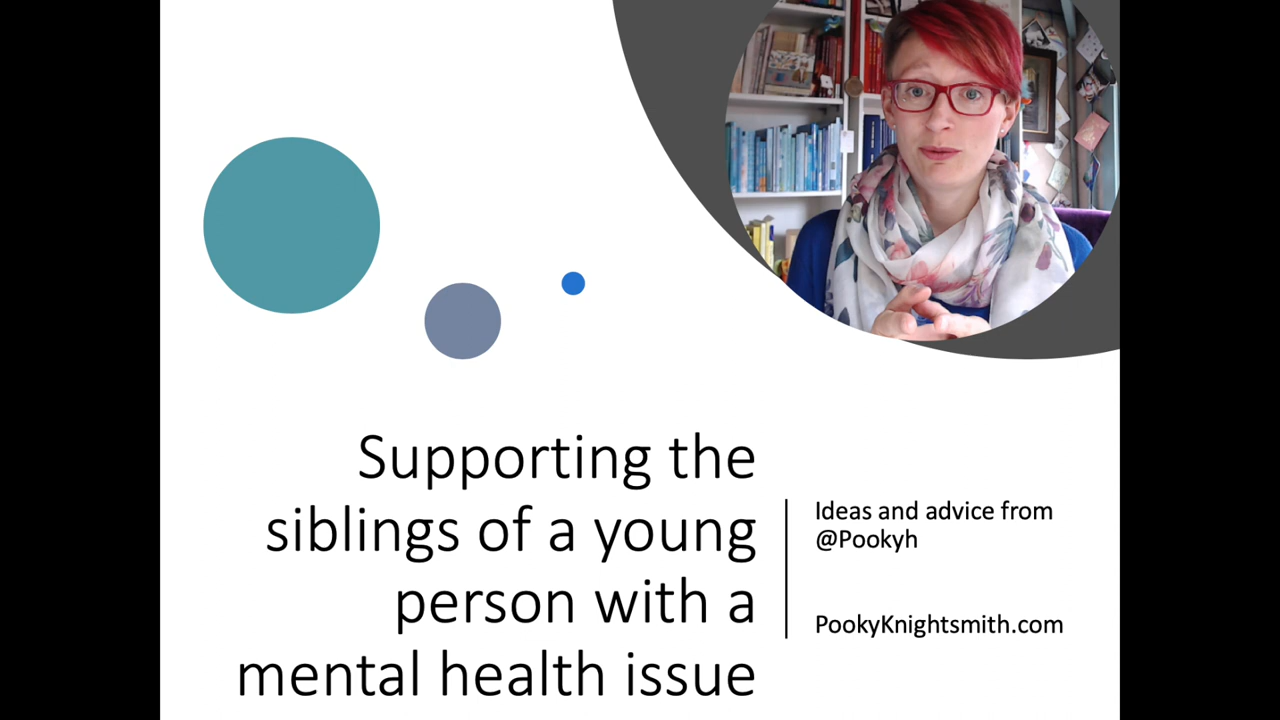 Supporting the
siblings of a young
person with a
mental health issue
Ideas and advice from
@Pookyh
PookyKnightsmith.com